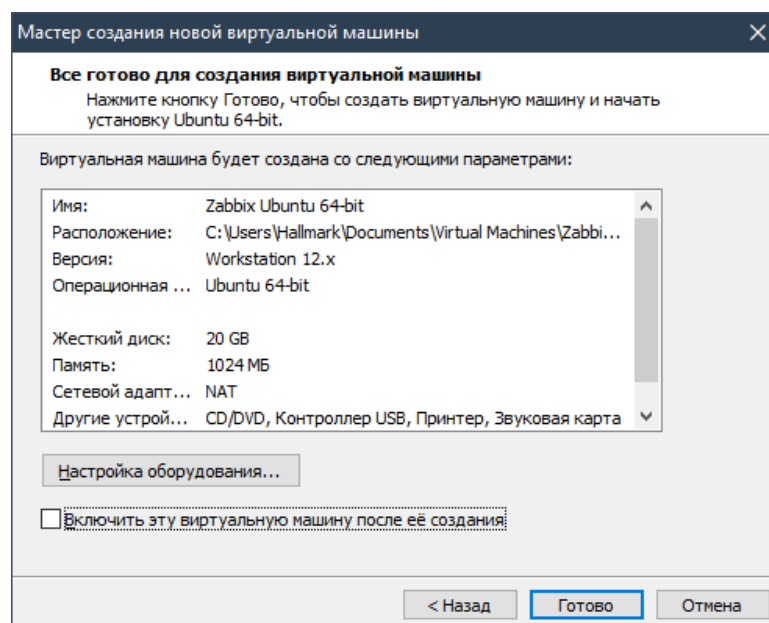 Мастер создания новой виртуальной машины
Все готово для создания виртуальной машины
Нажмите кнопку Готово, чтобы создать виртуальную машину и начать
установку Ubuntu 64-bit.
Виртуальная машина будет создана со следующими параметрами:
Имя: Zabbix Ubuntu 64-bit
Расположение: C:\Users\Hallmark\Documents\Virtual Machines\Zabbi...
Версия: Workstation 12.x
Операционная ... Ubuntu 64-bit
Жесткий диск: 20 GB
Память: 1024 МБ
Сетевой адапт... NAT
Другие устрой... CD/DVD, Контроллер USB, Принтер, Звуковая карта
Настройка оборудования...
Включить эту виртуальную машину после её создания
< Назад Готово Отмена